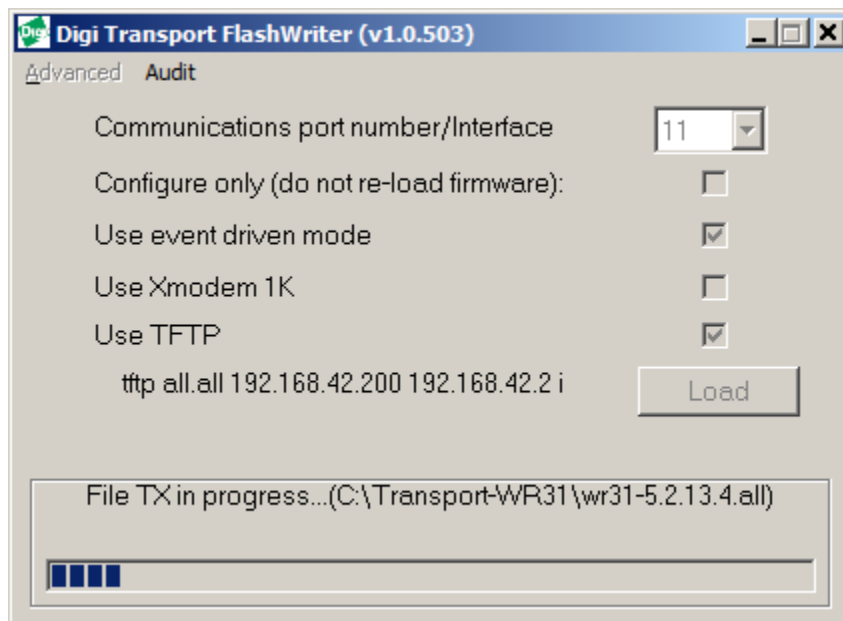 Digi
Digi Transport FlashWriter (v1.0.503)
Advanced Audit
Communications port number/Interface 11
Configure only (do not re-load firmware):
Use event driven mode
Use Xmodem 1K
Use TFTP
tftp all.all 192.168.42.200 192.168.42.2 i Load
File TX in progress...(C:\Transport-WR31\wr31-5.2.13.4.all)